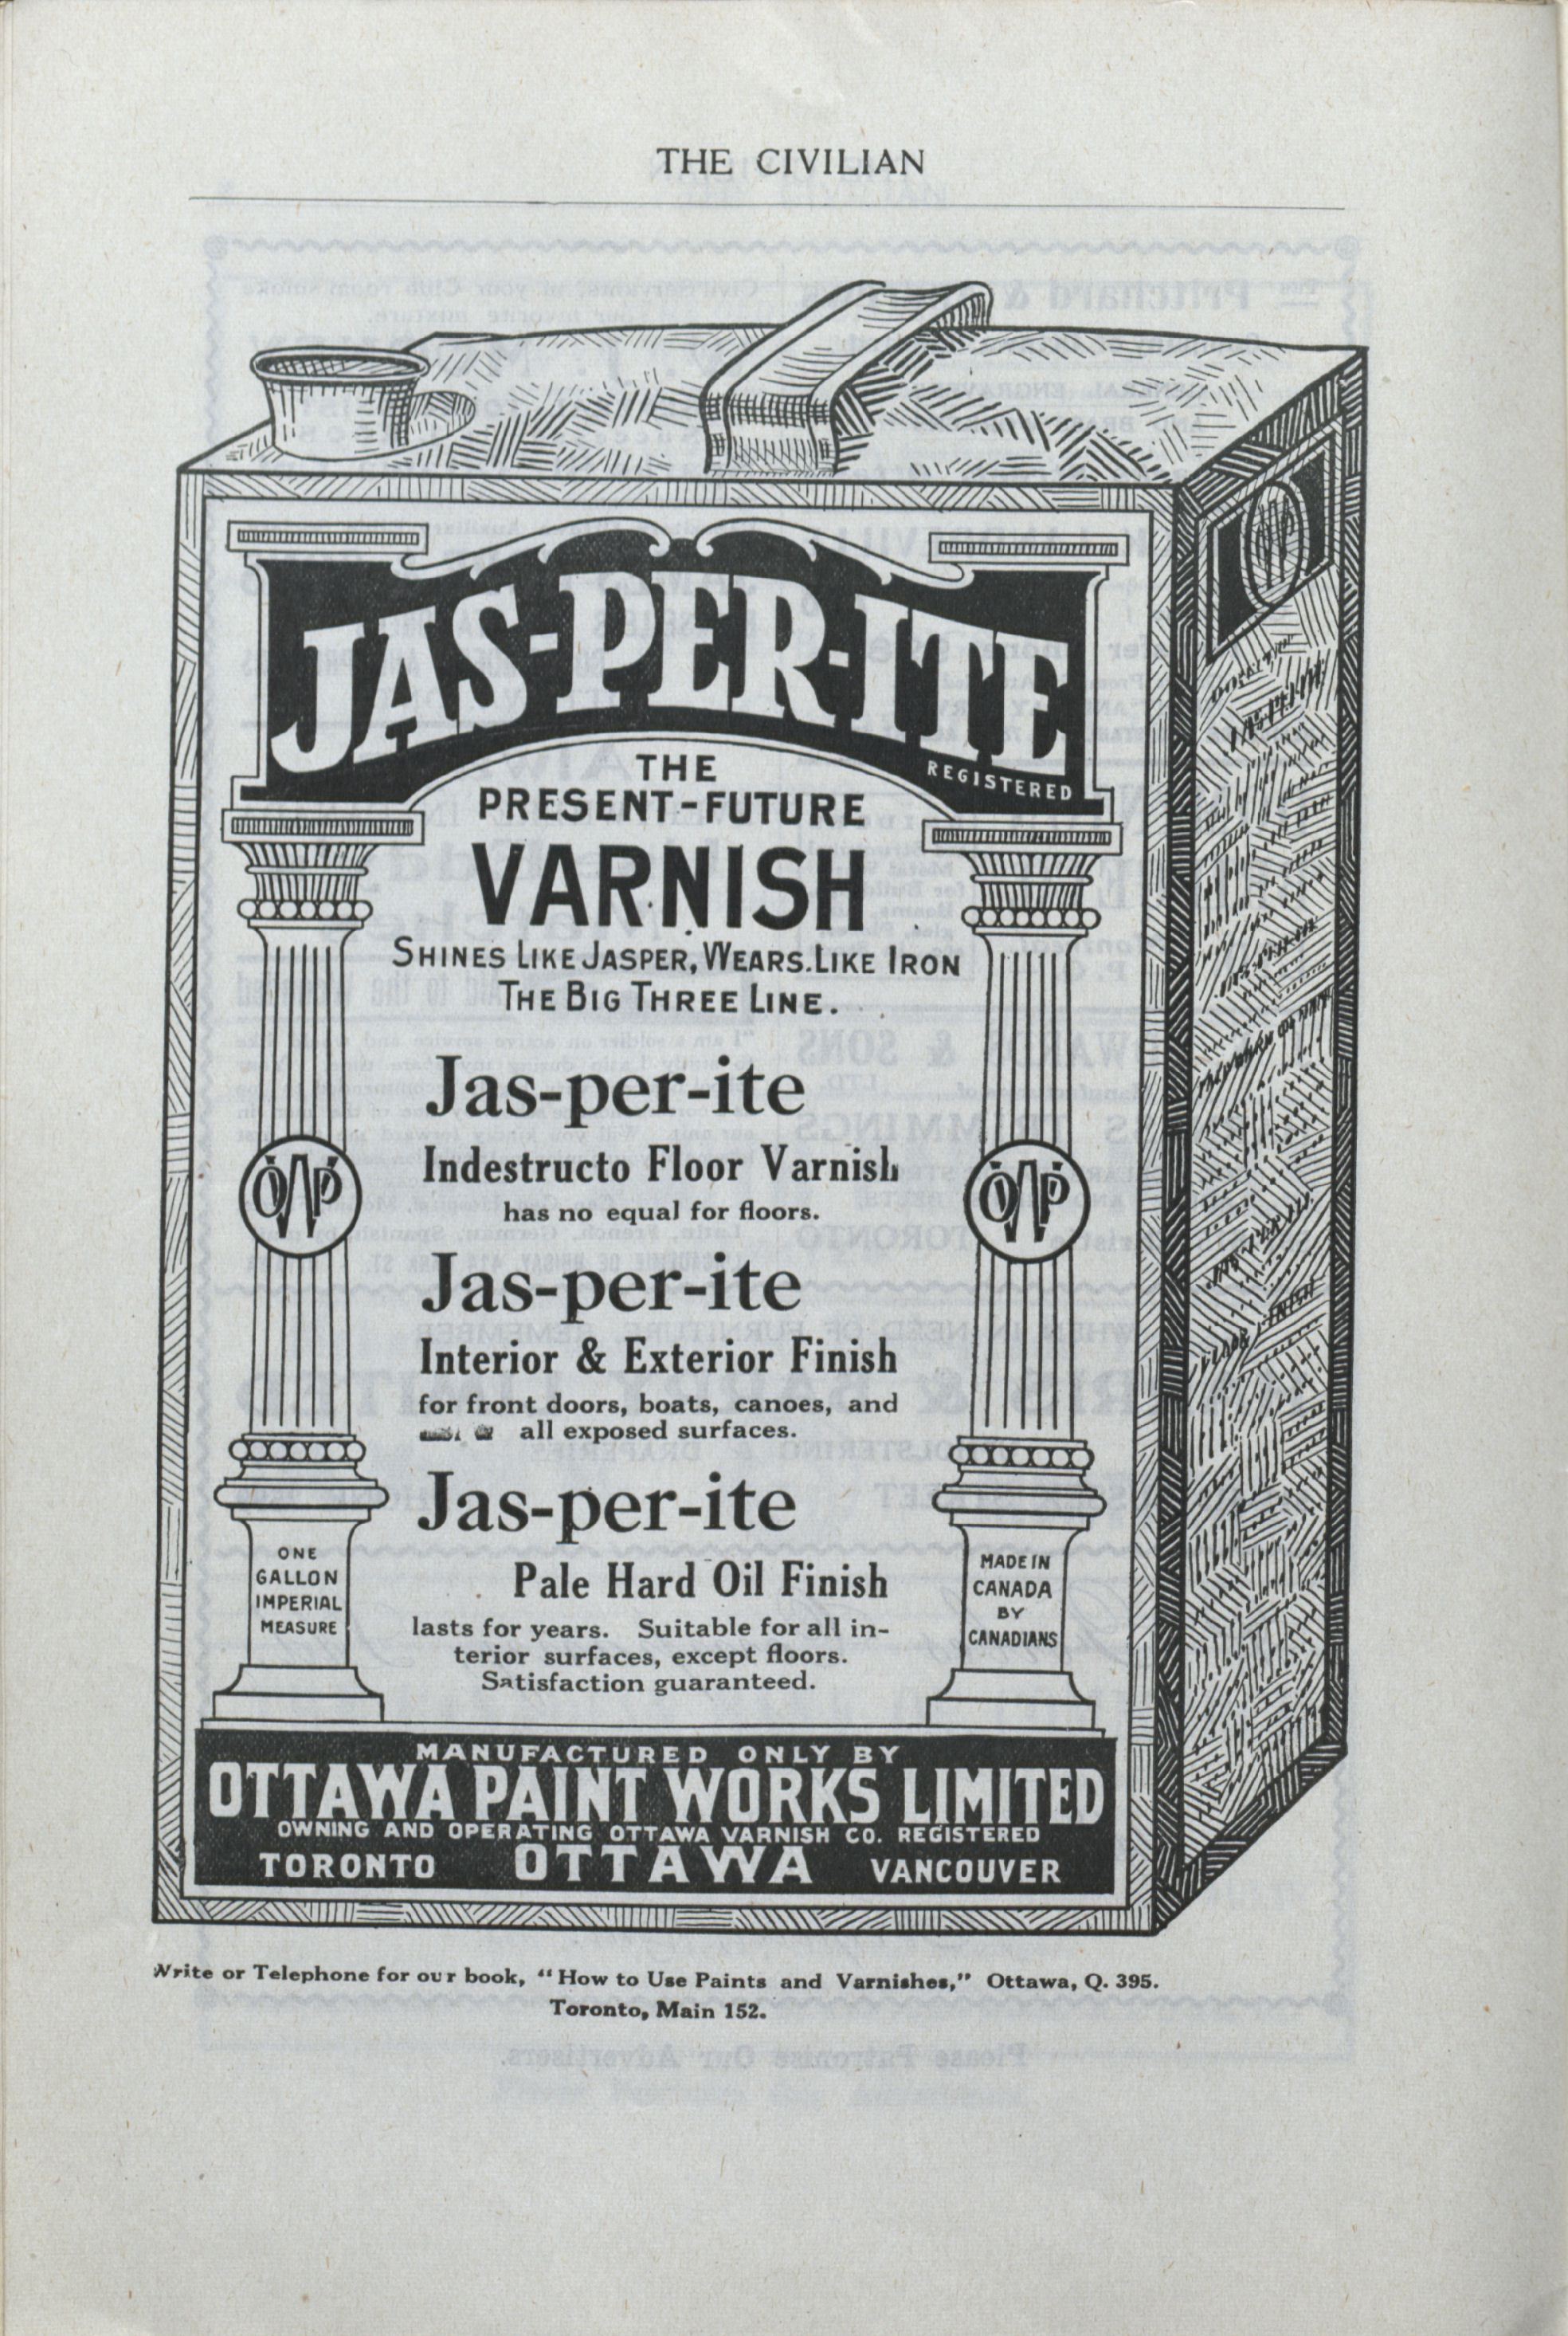 THE CIVILIAN
JAS-PER-ITE
REGISTERED
THE
PRESENT-FUTURE
VARNISH
SHINES LIKE JASPER, WEARS.LIKE IRON
THE BIG THREE LINE.
Jas-per-ite
Indestructo Floor Varnish
has no equal for floors.
OWP
OWP
Jas-per-ite
Interior & Exterior Finish
for front doors, boats, canoes, and
all exposed surfaces.
Jas-per-ite
Pale Hard Oil Finish
lasts for years. Suitable for all in-
terior surfaces, except floors.
Satisfaction guaranteed.
ONE
GALLON
IMPERIAL
MEASURE
MADE IN
CANADA
BY
CANADIANS
MANUFACTURED ONLY BY
OTTAWA PAINT WORKS LIMITED
OWNING AND OPERATING OTTAWA VARNISH CO. REGISTERED
TORONTO OTTAWA VANCOUVER
Write or Telephone for our book, "How to Use Paints and Varnishes," Ottawa, Q. 395.
Toronto, Main 152.